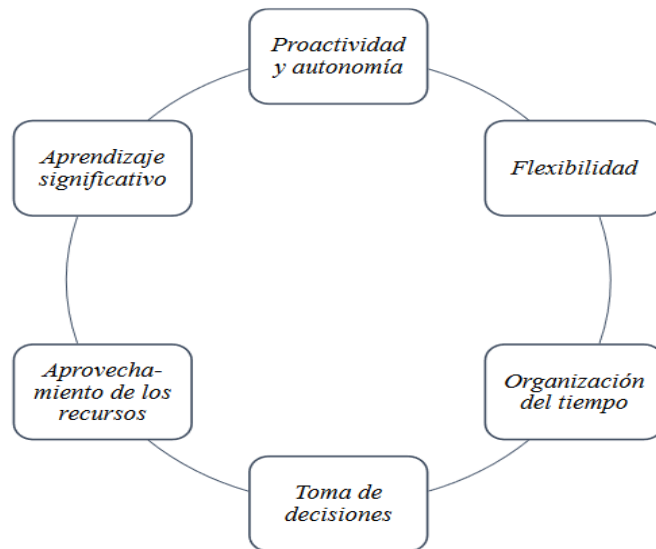 Proactividad
y autonomía
Flexibilidad
Organización
del tiempo
Toma de
decisiones
Aprovecha-
miento de los
recursos
Aprendizaje
significativo